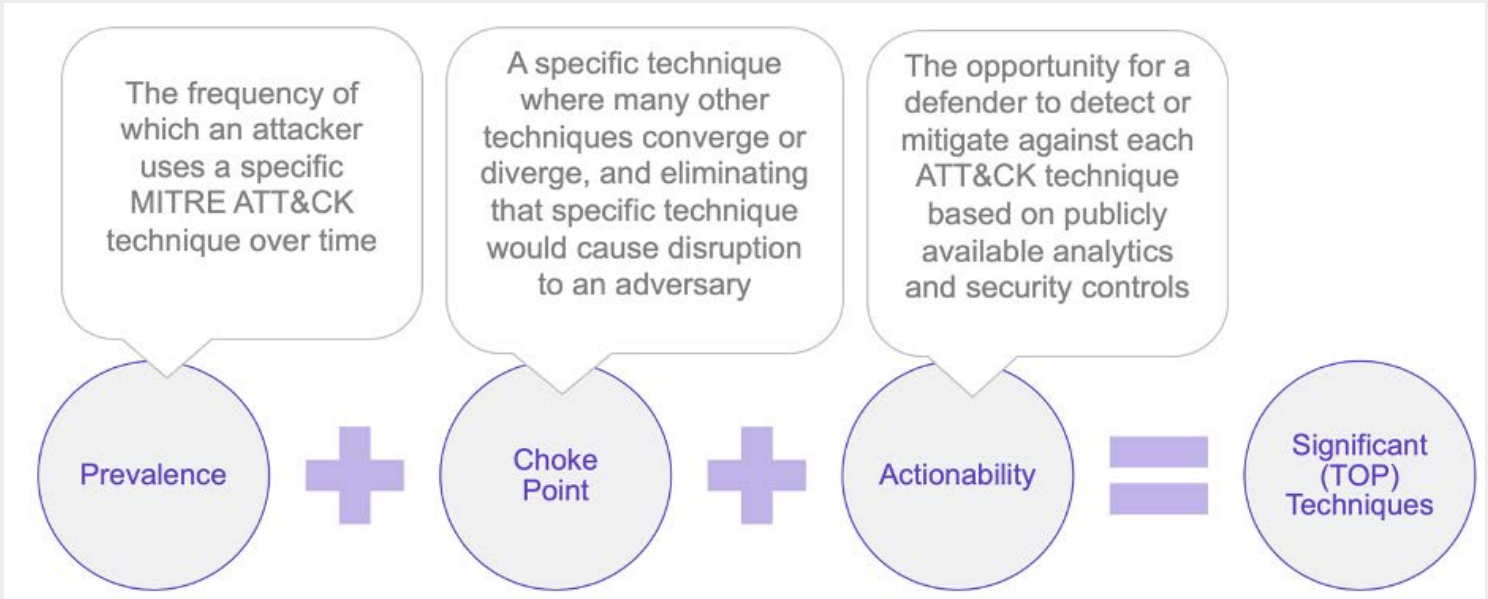 The frequency of
which an attacker
uses a specific
MITRE ATT&CK
technique over time
A specific technique
where many other
techniques converge or
diverge, and eliminating
that specific technique
would cause disruption
to an adversary
The opportunity for a
defender to detect or
mitigate against each
ATT&CK technique
based on publicly
available analytics
and security controls
Prevalence
Choke
Point
Actionability
Significant
(TOP)
Techniques